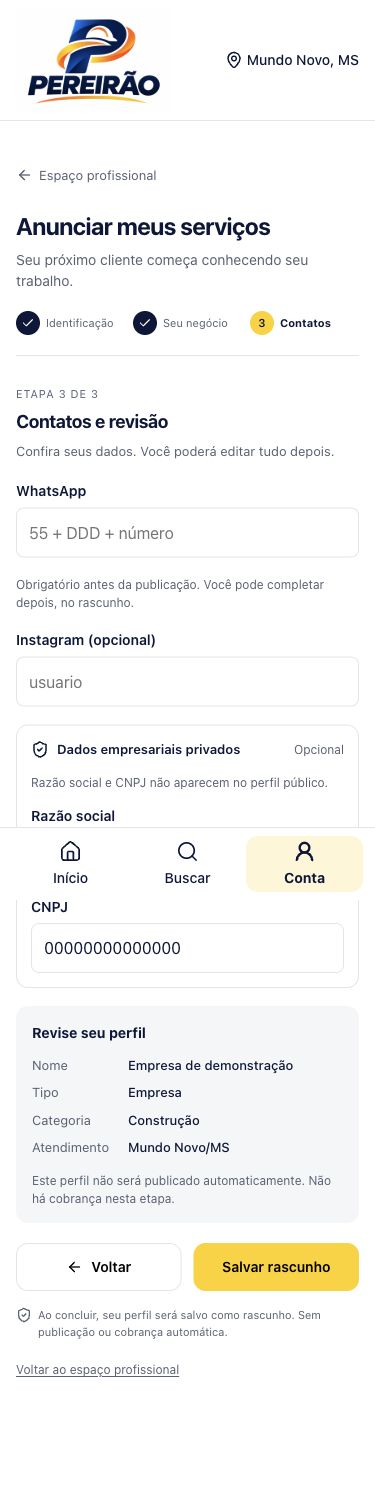 PEREIRÃO
Mundo Novo, MS
Espaço profissional
Anunciar meus serviços
Seu próximo cliente começa conhecendo seu
trabalho.
Identificação
Seu negócio
3 Contatos
ETAPA 3 DE 3
Contatos e revisão
Confira seus dados. Você poderá editar tudo depois.
WhatsApp
55 + DDD + número
Obrigatório antes da publicação. Você pode completar
depois, no rascunho.
Instagram (opcional)
usuario
Dados empresariais privados
Opcional
Razão social e CNPJ não aparecem no perfil público.
Razão social
Início
Buscar
Conta
CNPJ
00000000000000
Revise seu perfil
Nome Empresa de demonstração
Tipo Empresa
Categoria Construção
Atendimento Mundo Novo/MS
Este perfil não será publicado automaticamente. Não
há cobrança nesta etapa.
Voltar
Salvar rascunho
Ao concluir, seu perfil será salvo como rascunho. Sem
publicação ou cobrança automática.
Voltar ao espaço profissional